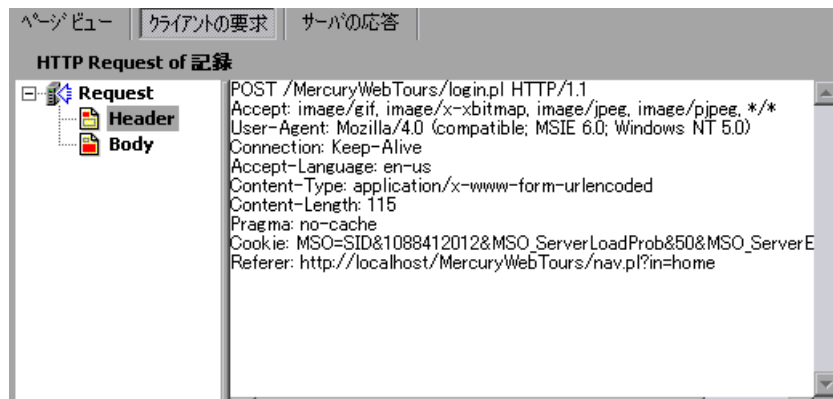 ページビュー クライアントの要求 サーバの応答
HTTP Request of 記録
Request
Header
Body
POST /MercuryWebTours/login.pl HTTP/1.1
Accept: image/gif, image/x-xbitmap, image/jpeg, image/pjpeg, */*
User-Agent: Mozilla/4.0 (compatible; MSIE 6.0; Windows NT 5.0)
Connection: Keep-Alive
Accept-Language: en-us
Content-Type: application/x-www-form-urlencoded
Content-Length: 115
Pragma: no-cache
Cookie: MSO=SID&1088412012&MSO_ServerLoadProb&50&MSO_ServerE
Referer: http://localhost/MercuryWebTours/nav.pl?in=home